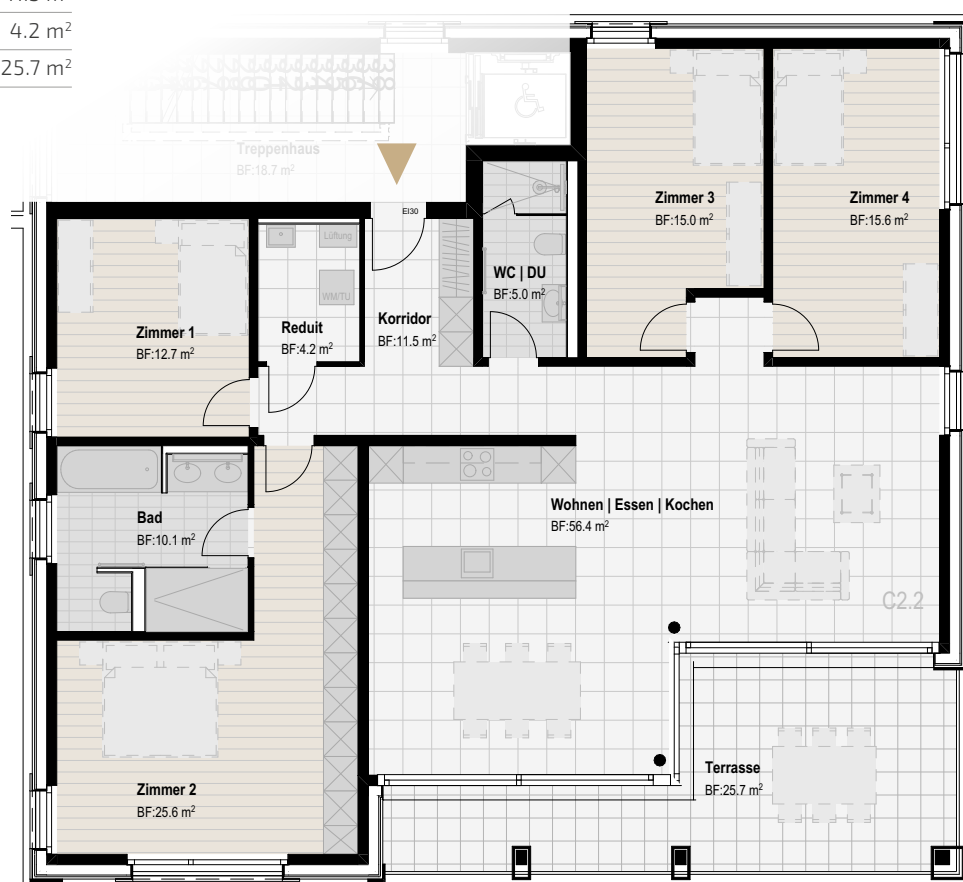 4.2 m²
25.7 m²
Treppenhaus
BF:18.7 m²
EI30
Zimmer 3
BF:15.0 m²
Zimmer 4
BF:15.6 m²
Lüftung
WM/TU
WC | DU
BF:5.0 m²
Zimmer 1
BF:12.7 m²
Reduit
BF:4.2 m²
Korridor
BF:11.5 m²
Bad
BF:10.1 m²
Wohnen | Essen | Kochen
BF:56.4 m²
C2.2
Zimmer 2
BF:25.6 m²
Terrasse
BF:25.7 m²